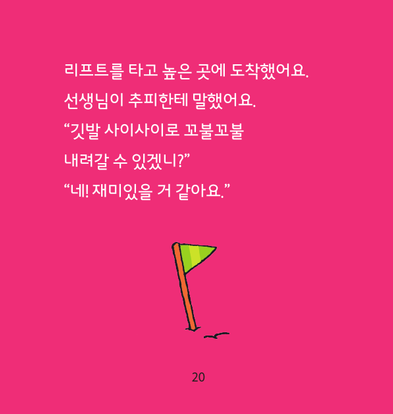 리프트를 타고 높은 곳에 도착했어요.
선생님이 추피한테 말했어요.
“깃발 사이사이로 꼬불꼬불
내려갈 수 있겠니?”
“네! 재미있을 거 같아요.”
20